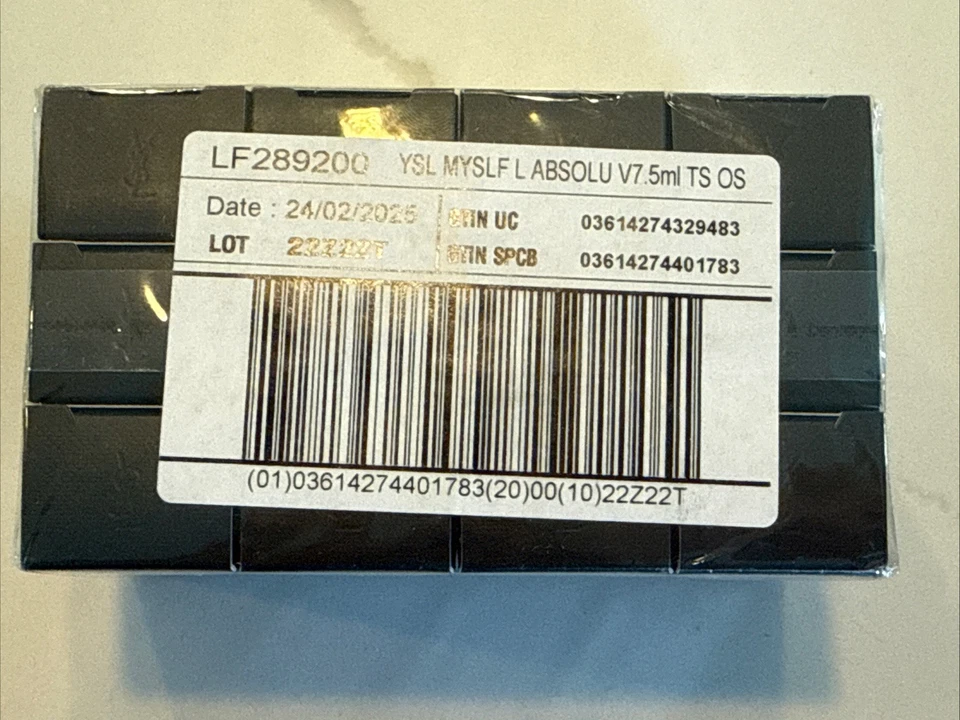 LF289200 YSL MYSLF L ABSOLU V7.5ml TS OS
Date : 24/02/2025 GTIN UC 03614274329483
LOT 22Z22T GTIN SPCB 03614274401783
(01)03614274401783(20)00(10)22Z22T